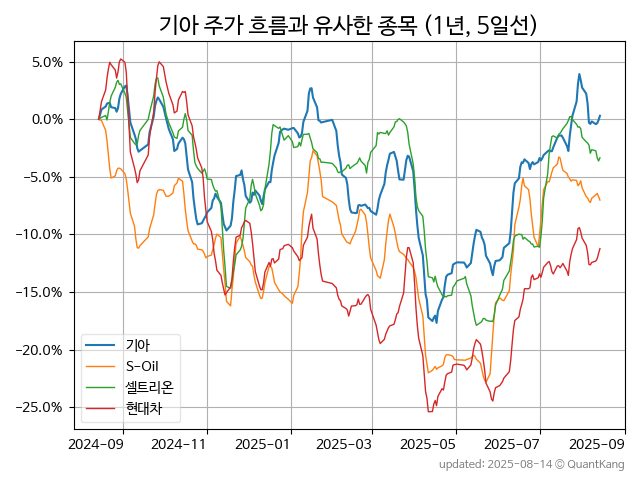 기아 주가 흐름과 유사한 종목 (1년, 5일선)
5.0%
0.0%
−5.0%
−10.0%
−15.0%
−20.0%
−25.0%
기아
S-Oil
셀트리온
현대차
2024-09 2024-11 2025-01 2025-03 2025-05 2025-07 2025-09
updated: 2025-08-14 © QuantKang